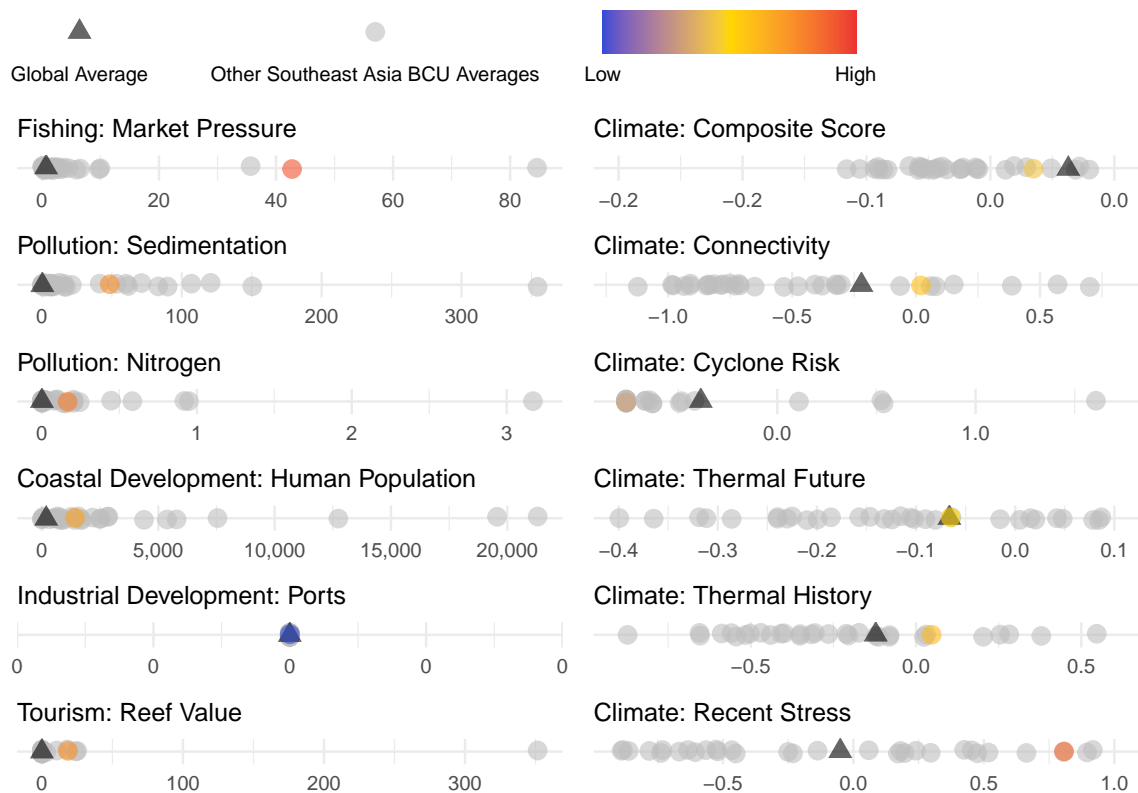 Global Average
Other Southeast Asia BCU Averages
Low
High
Fishing: Market Pressure
0 20 40 60 80
Climate: Composite Score
−0.2 −0.2 −0.1 0.0 0.0
Pollution: Sedimentation
0 100 200 300
Climate: Connectivity
−1.0 −0.5 0.0 0.5
Pollution: Nitrogen
0 1 2 3
Climate: Cyclone Risk
0.0 1.0
Coastal Development: Human Population
0 5,000 10,000 15,000 20,000
Climate: Thermal Future
−0.4 −0.3 −0.2 −0.1 0.0 0.1
Industrial Development: Ports
0 0 0 0 0
Climate: Thermal History
−0.5 0.0 0.5
Tourism: Reef Value
0 100 200 300
Climate: Recent Stress
−0.5 0.0 0.5 1.0